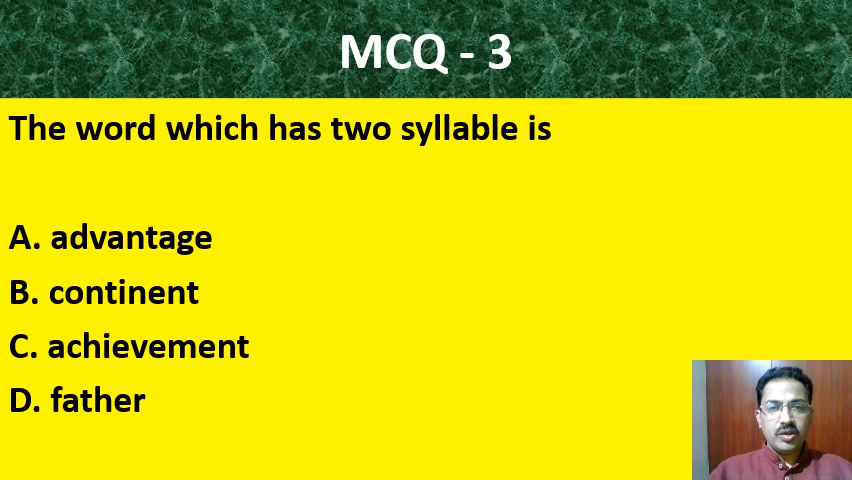 MCQ - 3
The word which has two syllable is
A. advantage
B. continent
C. achievement
D. father